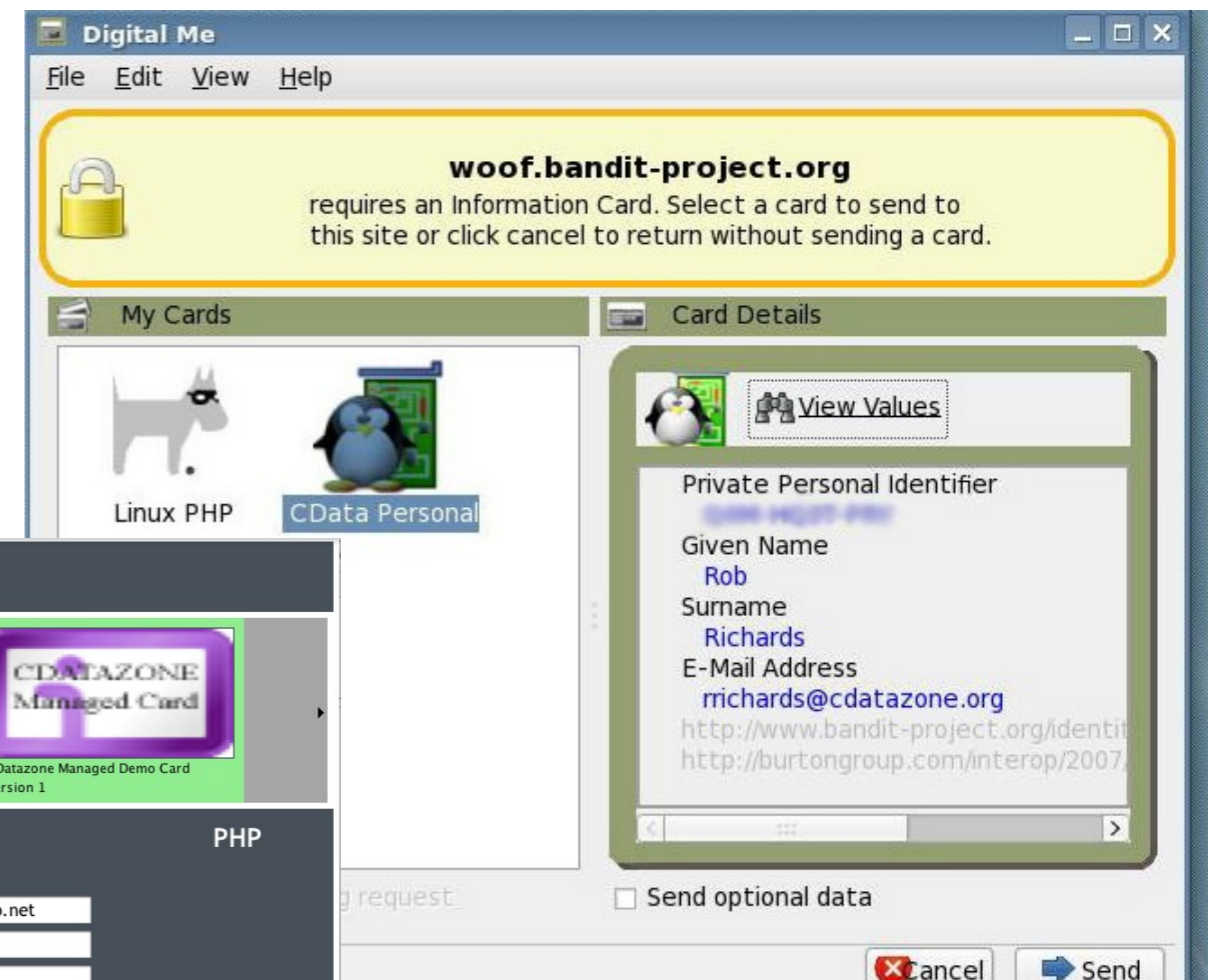 Digital Me
File Edit View Help
woof.bandit-project.org
requires an Information Card. Select a card to send to
this site or click cancel to return without sending a card.
My Cards
Card Details
Linux PHP
CData Personal
View Values
Private Personal Identifier
Given Name
Rob
Surname
Richards
E-Mail Address
rrichards@cdatazone.org
http://www.bandit-project.org/identit
http://burtongroup.com/interop/2007/
request
Send optional data
Cancel
Send
CDATAZONE
Managed Card
Datazone Managed Demo Card
rsion 1
PHP
.net